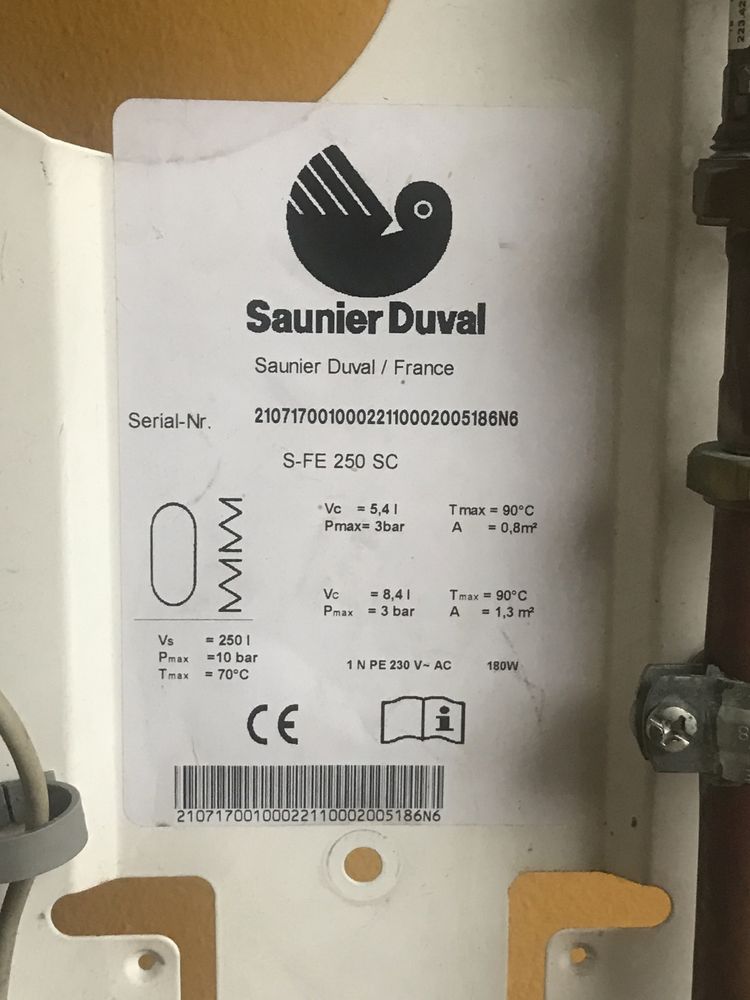 223.42
Saunier Duval
Saunier Duval / France
Serial-Nr. 21071700100022110002005186N6
S-FE 250 SC
Vc = 5,4 l Tmax = 90°C
Pmax= 3bar A = 0,8m²
Vc = 8,4 l Tmax = 90°C
Pmax = 3 bar A = 1,3 m²
Vs = 250 l
Pmax =10 bar
Tmax = 70°C
1 N PE 230 V~ AC 180W
CE
i
21071700100022110002005186N6